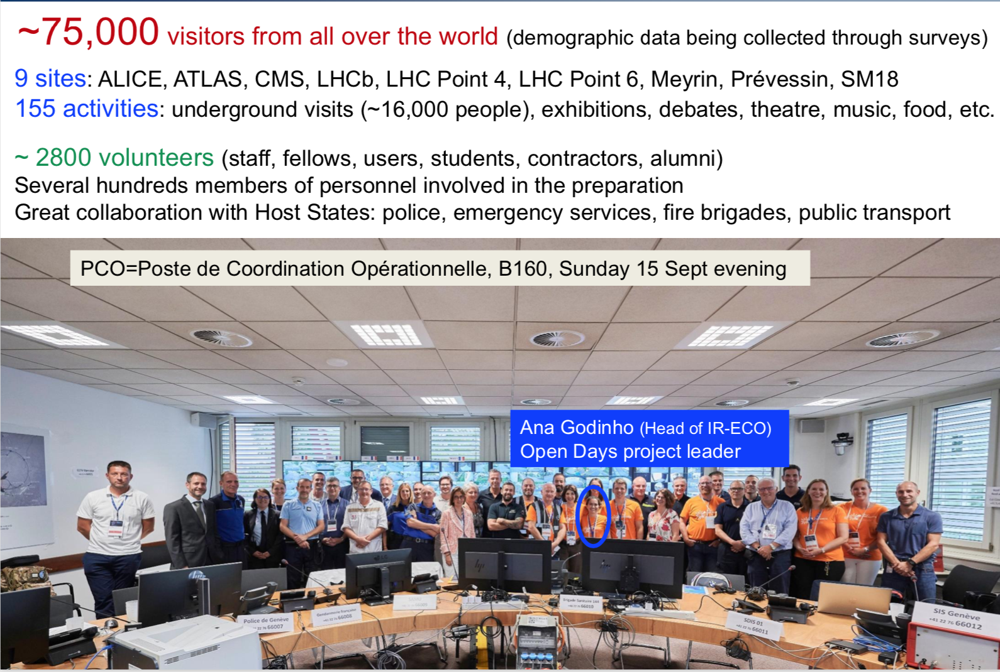 ~75,000 visitors from all over the world (demographic data being collected through surveys)
9 sites: ALICE, ATLAS, CMS, LHCb, LHC Point 4, LHC Point 6, Meyrin, Prévessin, SM18
155 activities: underground visits (~16,000 people), exhibitions, debates, theatre, music, food, etc.
~ 2800 volunteers (staff, fellows, users, students, contractors, alumni)
Several hundreds members of personnel involved in the preparation
Great collaboration with Host States: police, emergency services, fire brigades, public transport
PCO=Poste de Coordination Opérationnelle, B160, Sunday 15 Sept evening
Ana Godinho (Head of IR-ECO)
Open Days project leader
Police de Genève
+41 22 76 66007
Gendarmerie française
+41 22 76 66008
66009
Brigade Sanitaire 144
+41 22 76 66010
SDIS 01
+41 22 76 66011
SIS Genève
+41 22 76 66012
hp